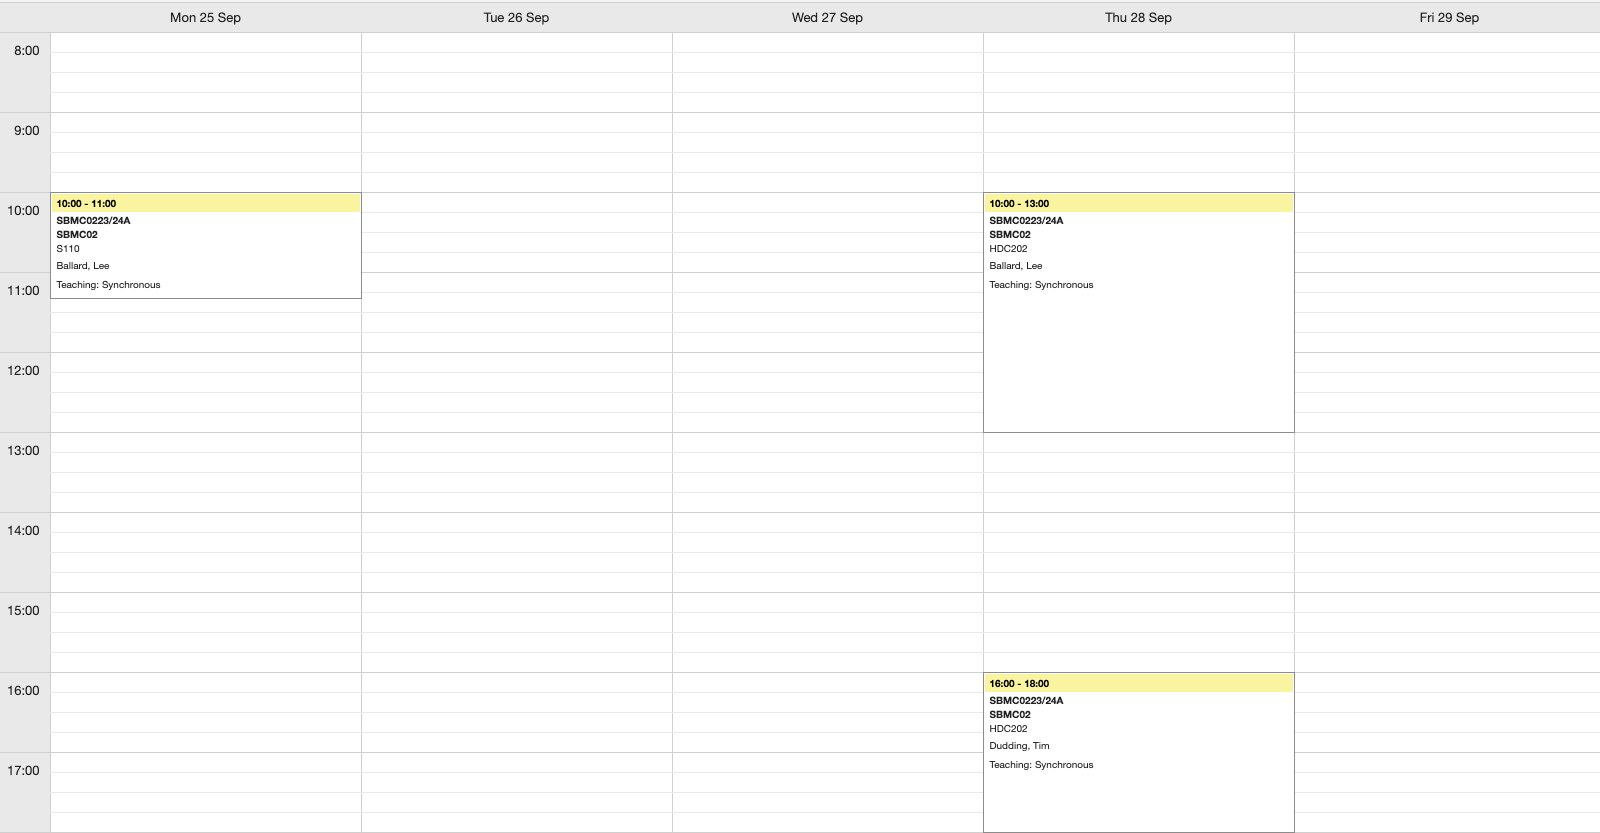 Mon 25 Sep
Tue 26 Sep
Wed 27 Sep
Thu 28 Sep
Fri 29 Sep
8:00
9:00
10:00
11:00
12:00
13:00
14:00
15:00
16:00
17:00
10:00 - 11:00
SBMC0223/24A
SBMC02
S110
Ballard, Lee
Teaching: Synchronous
10:00 - 13:00
SBMC0223/24A
SBMC02
HDC202
Ballard, Lee
Teaching: Synchronous
16:00 - 18:00
SBMC0223/24A
SBMC02
HDC202
Dudding, Tim
Teaching: Synchronous